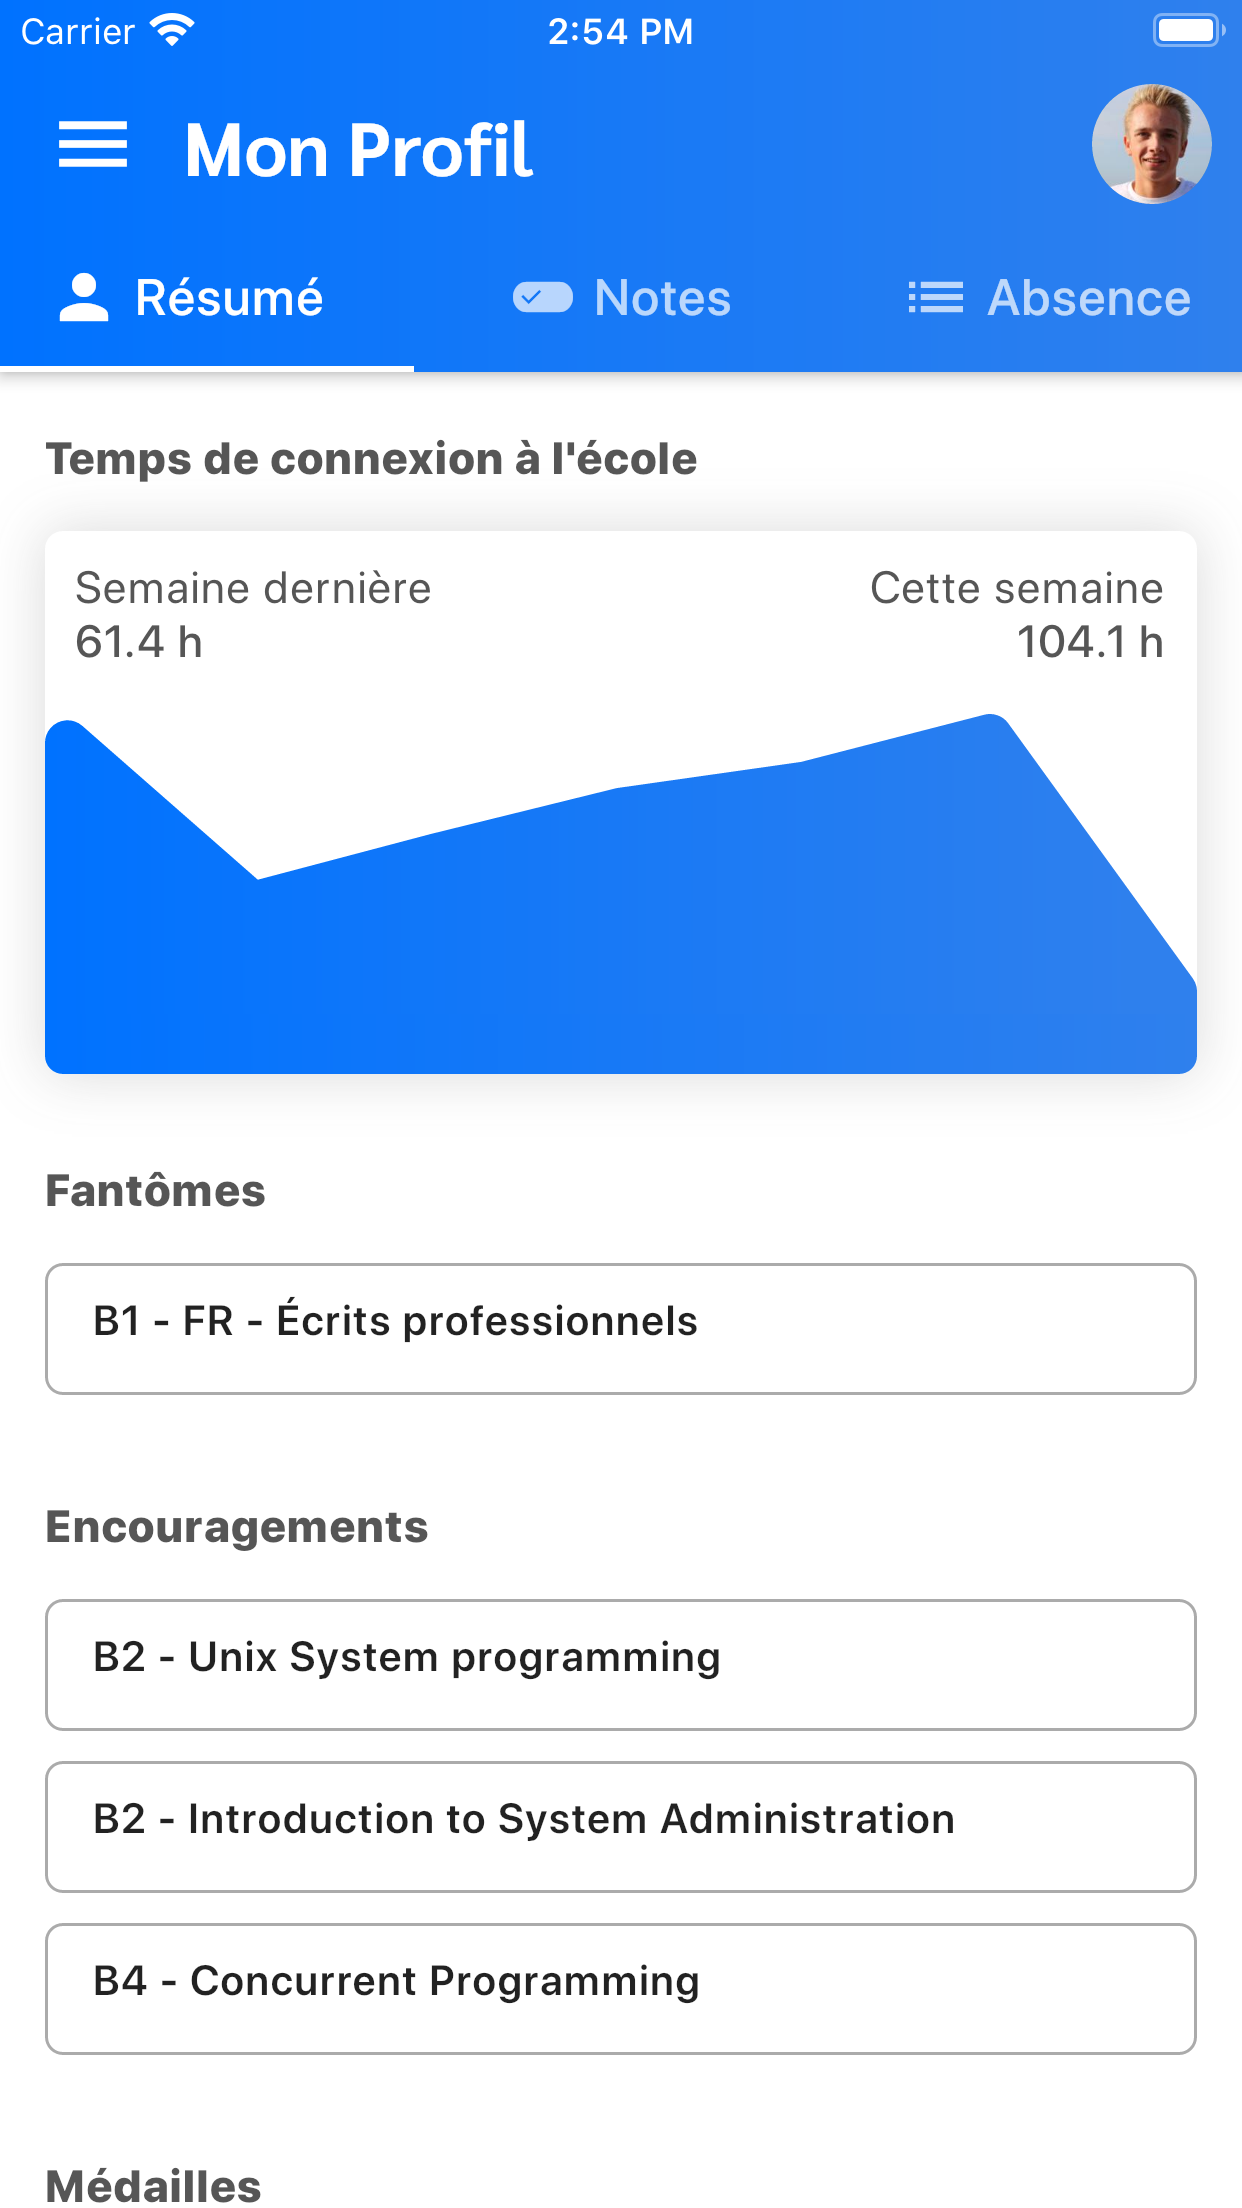 Carrier 2:54 PM
Mon Profil
Résumé Notes Absence
Temps de connexion à l'école
Semaine dernière Cette semaine
61.4 h 104.1 h
Fantômes
B1 - FR - Écrits professionnels
Encouragements
B2 - Unix System programming
B2 - Introduction to System Administration
B4 - Concurrent Programming
Médailles